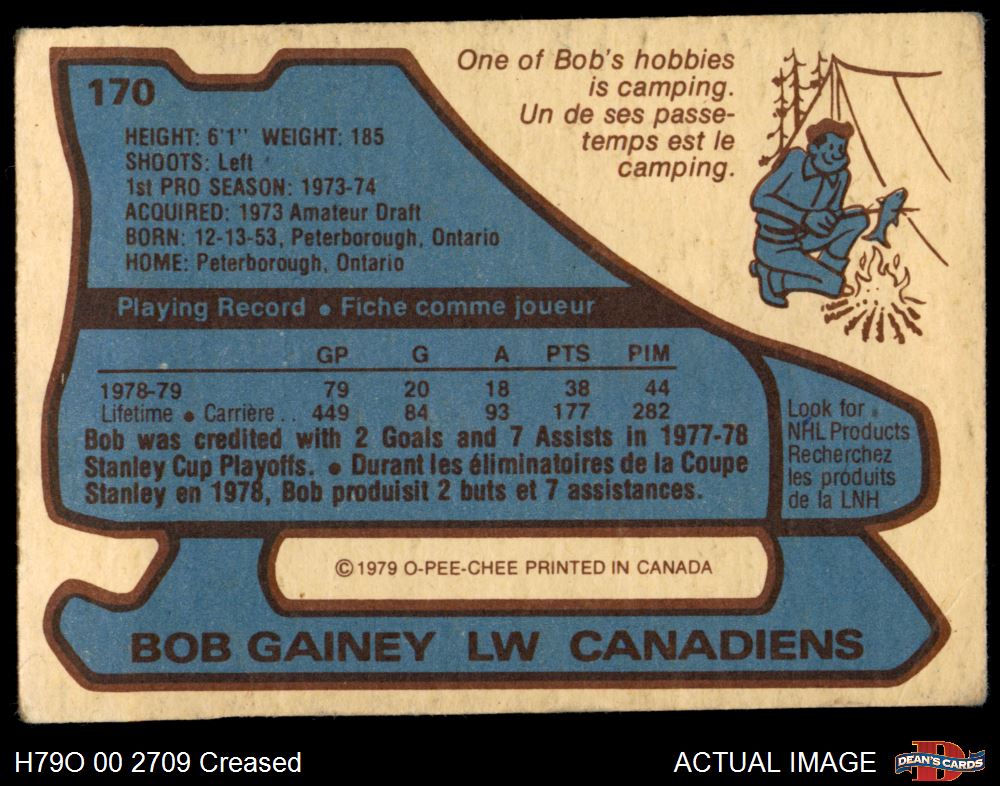 170
One of Bob's hobbies
is camping.
Un de ses passe-
temps est le
camping.
HEIGHT: 6'1" WEIGHT: 185
SHOOTS: Left
1st PRO SEASON: 1973-74
ACQUIRED: 1973 Amateur Draft
BORN: 12-13-53, Peterborough, Ontario
HOME: Peterborough, Ontario
Playing Record • Fiche comme joueur
GP G A PTS PIM
1978-79 79 20 18 38 44
Lifetime • Carrière . . 449 84 93 177 282
Bob was credited with 2 Goals and 7 Assists in 1977-78
Stanley Cup Playoffs. • Durant les éliminatoires de la Coupe
Stanley en 1978, Bob produisit 2 buts et 7 assistances.
Look for
NHL Products
Recherchez
les produits
de la LNH
©1979 O-PEE-CHEE PRINTED IN CANADA
BOB GAINEY LW CANADIENS
H79O 00 2709 Creased
ACTUAL IMAGE
D
DEAN'S CARDS